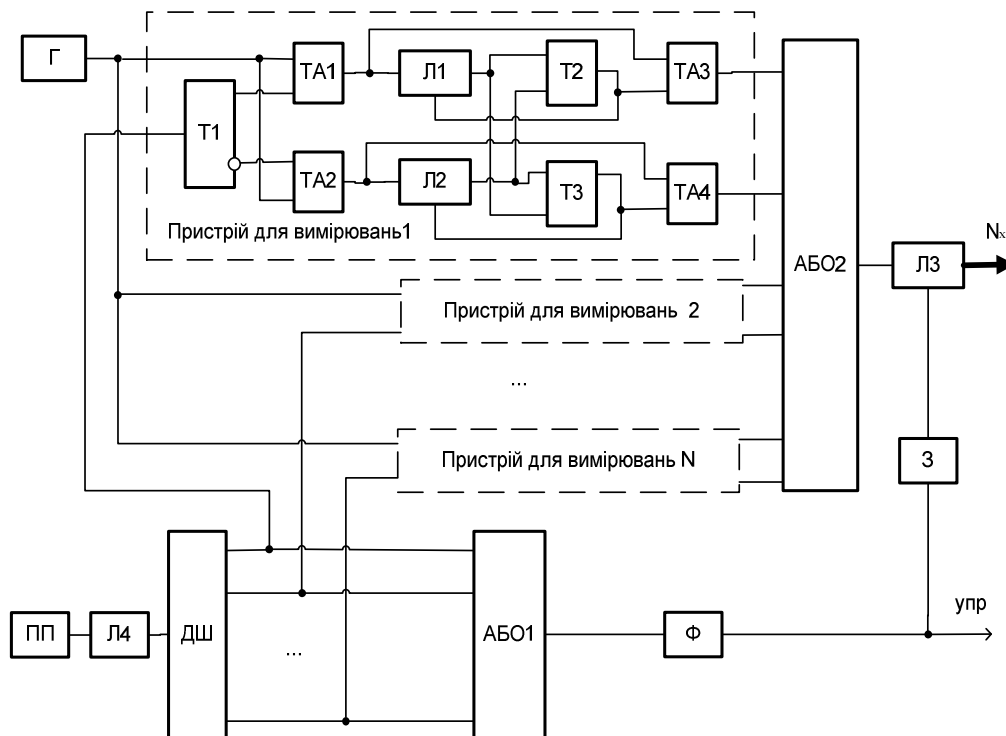 Г
ТА1
Л1
Т2
ТА3
Т1
ТА2
Л2
Т3
ТА4
Пристрій для вимірювань1
АБО2
Л3
Nx
Пристрій для вимірювань 2
...
Пристрій для вимірювань N
З
ПП
Л4
ДШ
...
АБО1
Ф
упр